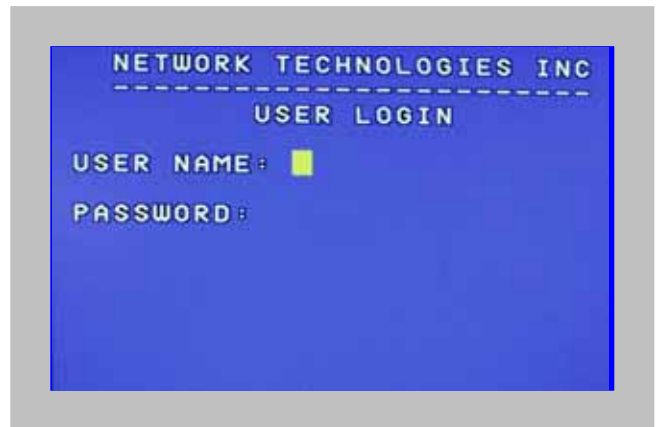 NETWORK TECHNOLOGIES INC
--------------------------
USER LOGIN
USER NAME:
PASSWORD: